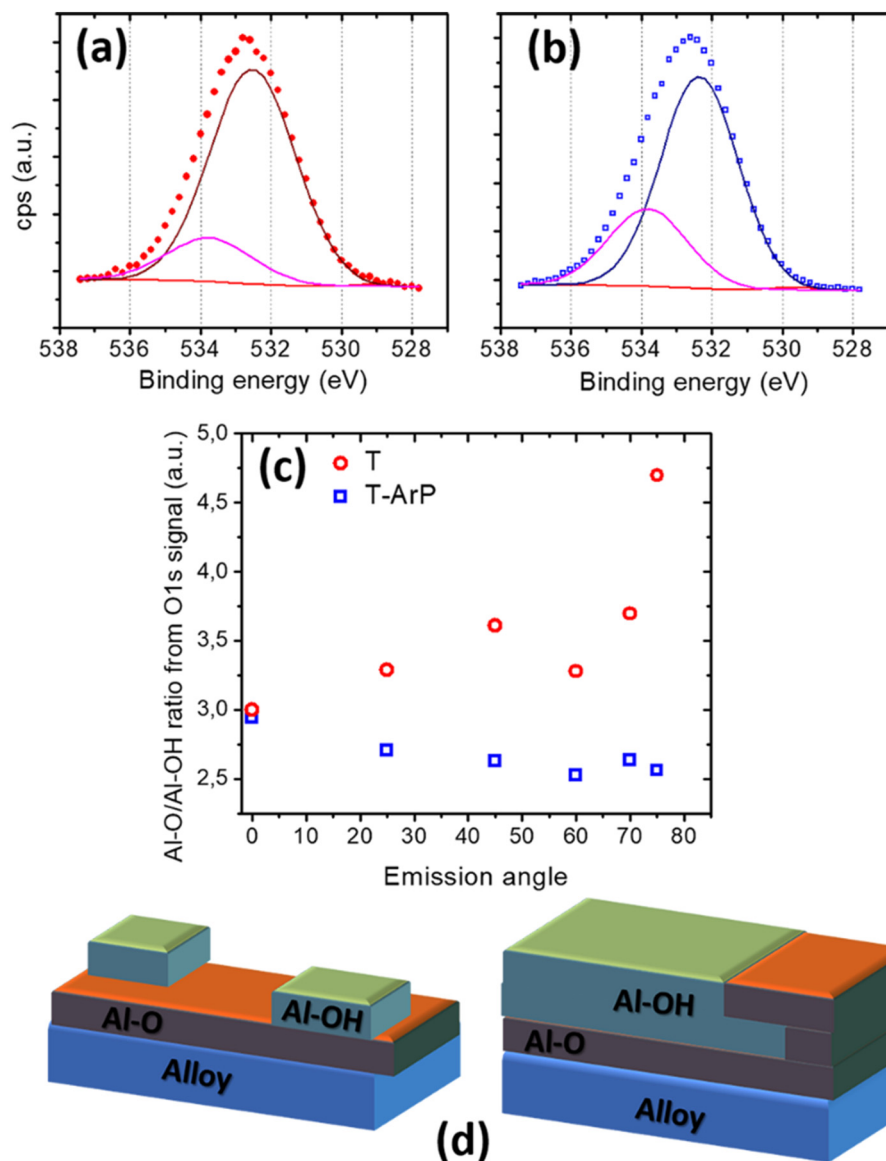 (a)
(b)
cps (a.u.)
538 536 534 532 530 528
538 536 534 532 530 528
Binding energy (eV)
Binding energy (eV)
Al-O/Al-OH ratio from O1s signal (a.u.)
5,0
4,5
4,0
3,5
3,0
2,5
(c)
T
T-ArP
0 10 20 30 40 50 60 70 80
Emission angle
Al-O
Al-OH
Alloy
Al-OH
Al-O
Alloy
(d)